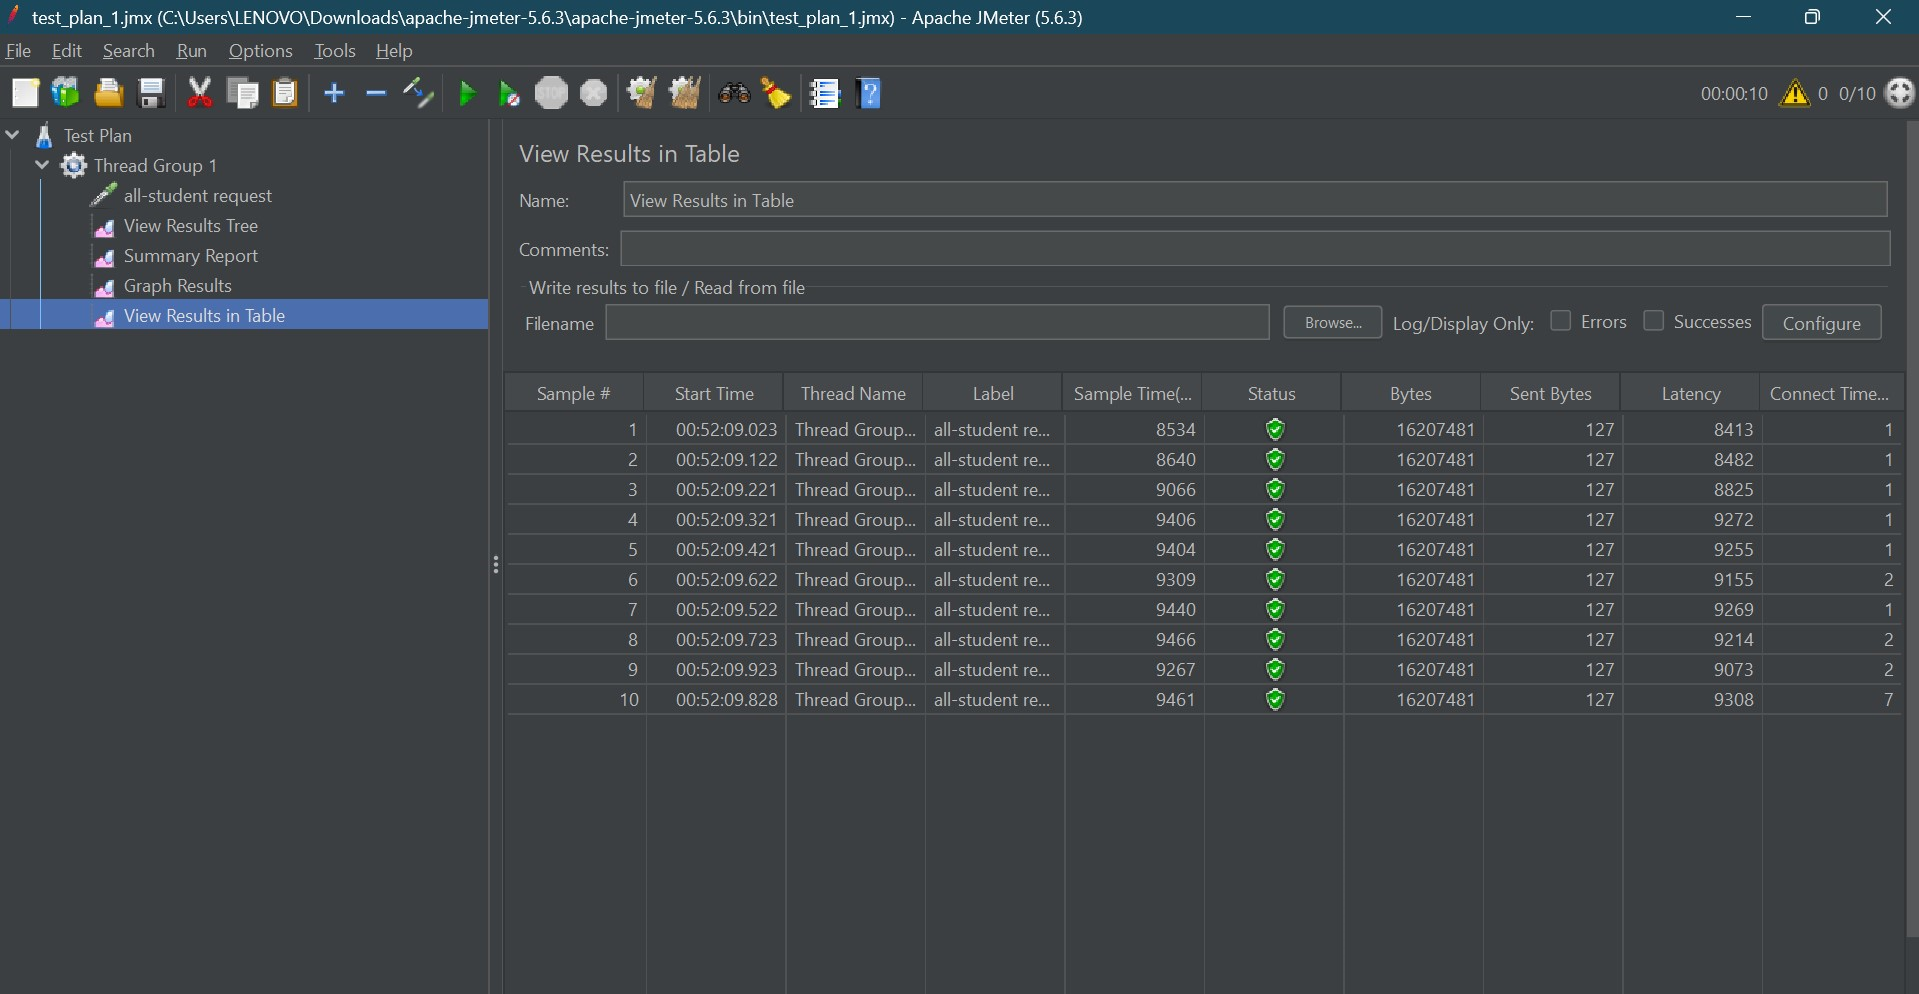 test_plan_1.jmx (C:\Users\LENOVO\Downloads\apache-jmeter-5.6.3\apache-jmeter-5.6.3\bin\test_plan_1.jmx) - Apache JMeter (5.6.3)
File Edit Search Run Options Tools Help
STOP 00:00:10 0 0/10
Test Plan
Thread Group 1
all-student request
View Results Tree
Summary Report
Graph Results
View Results in Table
View Results in Table
Name: View Results in Table
Comments:
Write results to file / Read from file
Filename Browse... Log/Display Only: Errors Successes Configure
Sample # Start Time Thread Name Label Sample Time(... Status Bytes Sent Bytes Latency Connect Time...
1 00:52:09.023 Thread Group... all-student re... 8534 16207481 127 8413 1
2 00:52:09.122 Thread Group... all-student re... 8640 16207481 127 8482 1
3 00:52:09.221 Thread Group... all-student re... 9066 16207481 127 8825 1
4 00:52:09.321 Thread Group... all-student re... 9406 16207481 127 9272 1
5 00:52:09.421 Thread Group... all-student re... 9404 16207481 127 9255 1
6 00:52:09.622 Thread Group... all-student re... 9309 16207481 127 9155 2
7 00:52:09.522 Thread Group... all-student re... 9440 16207481 127 9269 1
8 00:52:09.723 Thread Group... all-student re... 9466 16207481 127 9214 2
9 00:52:09.923 Thread Group... all-student re... 9267 16207481 127 9073 2
10 00:52:09.828 Thread Group... all-student re... 9461 16207481 127 9308 7